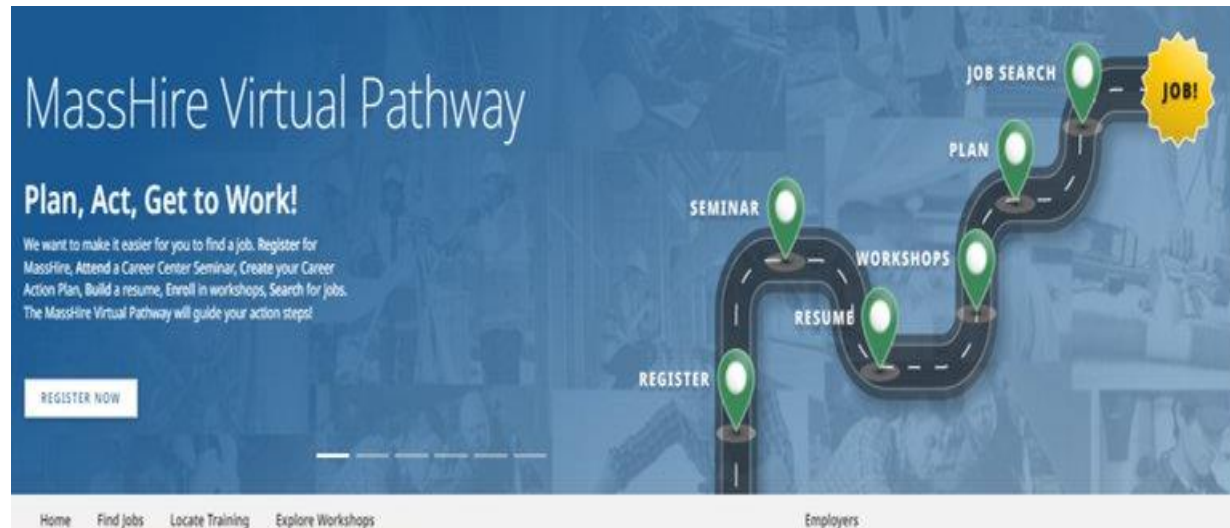 MassHire Virtual Pathway
Plan, Act, Get to Work!
We want to make it easier for you to find a job. Register for
MassHire, Attend a Career Center Seminar, Create your Career
Action Plan, Build a resume, Enroll in workshops, Search for jobs.
The MassHire Virtual Pathway will guide your action steps!
REGISTER NOW
JOB SEARCH
JOB!
PLAN
SEMINAR
WORKSHOPS
RESUME
REGISTER
Home Find Jobs Locate Training Explore Workshops Employers